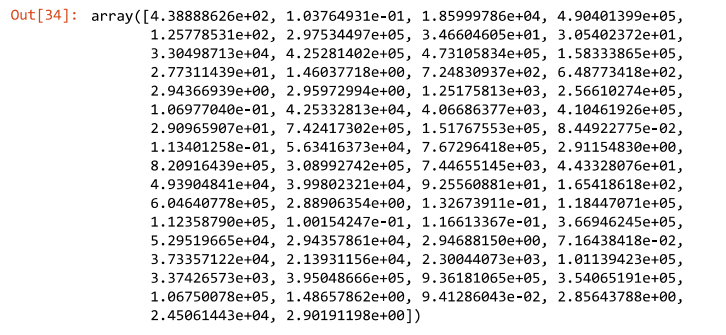 Out[34]: array([4.38888626e+02, 1.03764931e-01, 1.85999786e+04, 4.90401399e+05,
1.25778531e+02, 2.97534497e+05, 3.46604605e+01, 3.05402372e+01,
3.30498713e+04, 4.25281402e+05, 4.73105834e+05, 1.58333865e+05,
2.77311439e+01, 1.46037718e+00, 7.24830937e+02, 6.48773418e+02,
2.94366939e+00, 2.95972994e+00, 1.25175813e+03, 2.56610274e+05,
1.06977040e-01, 4.25332813e+04, 4.06686377e+03, 4.10461926e+05,
2.90965907e+01, 7.42417302e+05, 1.51767553e+05, 8.44922775e-02,
1.13401258e-01, 5.63416373e+04, 7.67296418e+05, 2.91154830e+00,
8.20916439e+05, 3.08992742e+05, 7.44655145e+03, 4.43328076e+01,
4.93904841e+04, 3.99802321e+04, 9.25560881e+01, 1.65418618e+02,
6.04640778e+05, 2.88906354e+00, 1.32673911e-01, 1.18447071e+05,
1.12358790e+05, 1.00154247e-01, 1.16613367e-01, 3.66946245e+05,
5.29519665e+04, 2.94357861e+04, 2.94688150e+00, 7.16438418e-02,
3.73357122e+04, 2.13931156e+04, 2.30044073e+03, 1.01139423e+05,
3.37426573e+03, 3.95048666e+05, 9.36181065e+05, 3.54065191e+05,
1.06750078e+05, 1.48657862e+00, 9.41286043e-02, 2.85643788e+00,
2.45061443e+04, 2.90191198e+00])